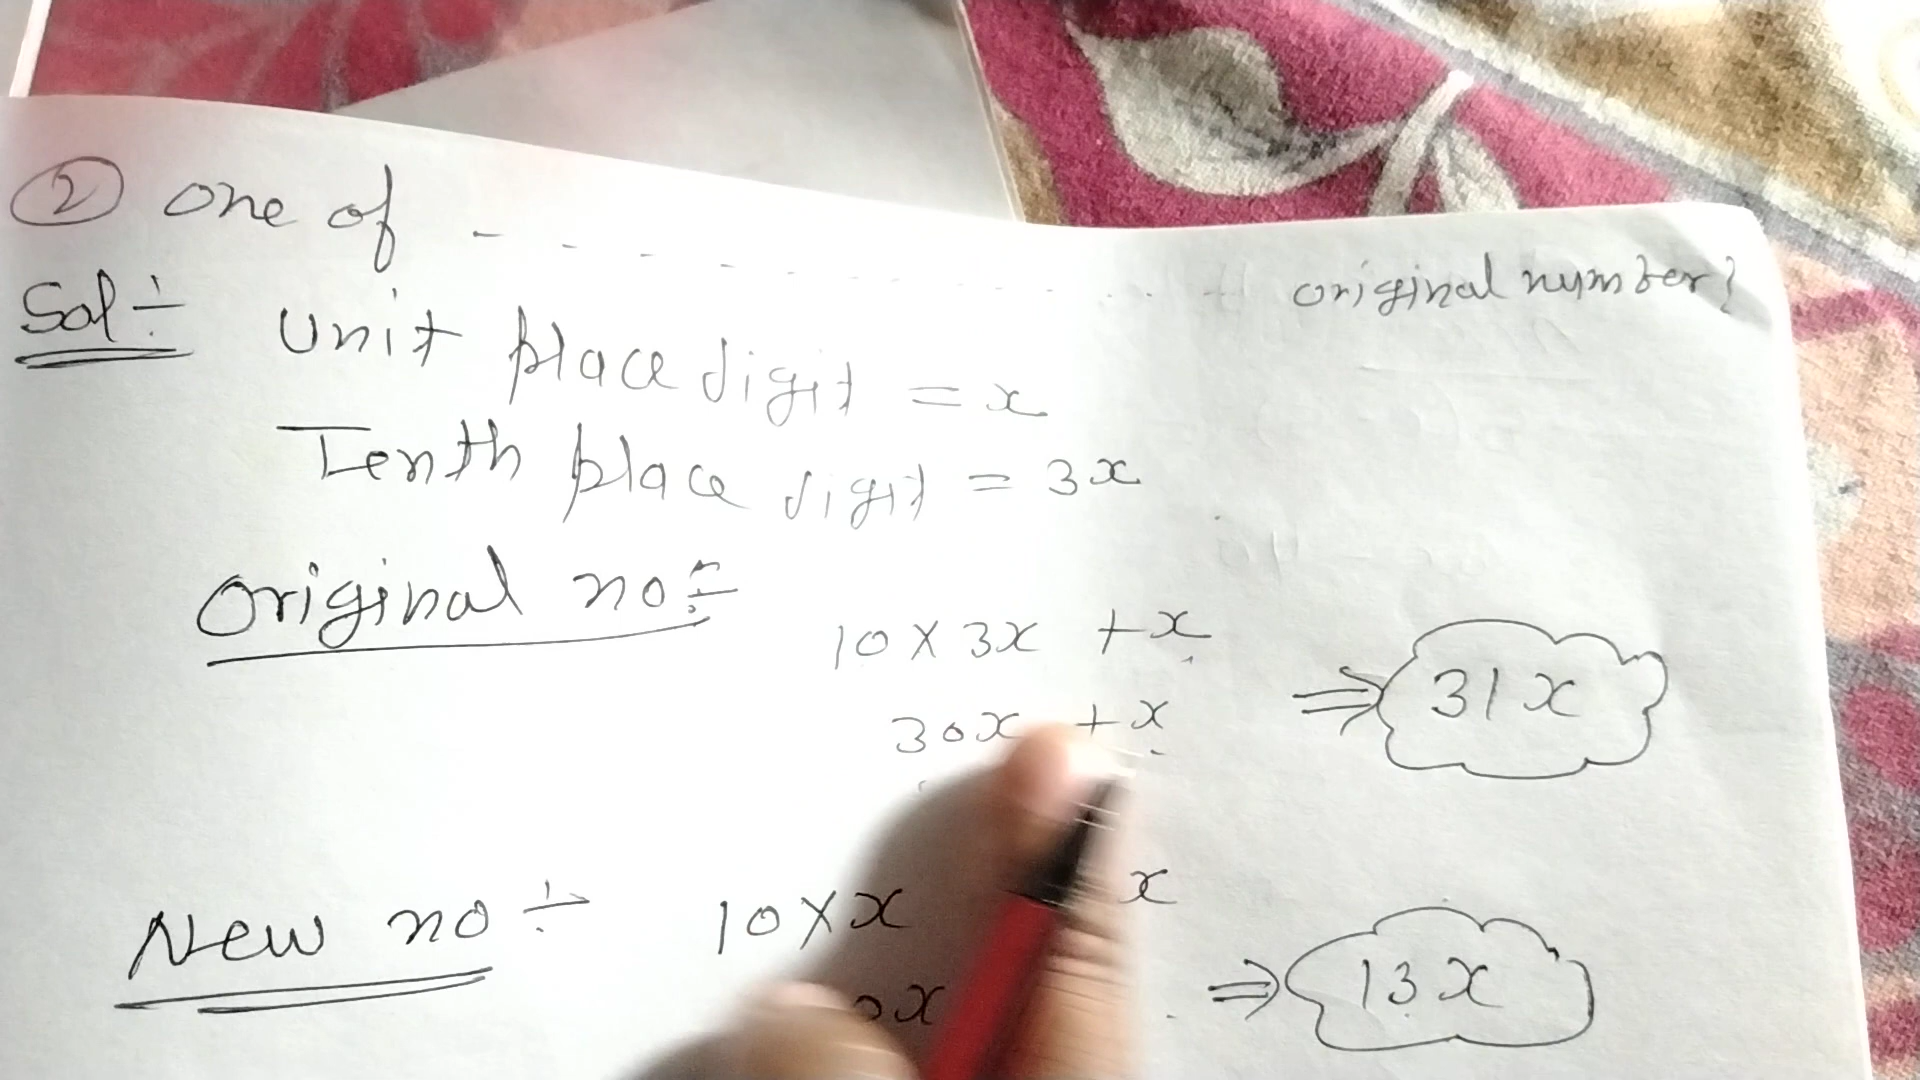 ② one of - - - - - - - - - original number?
Sol ÷
Unit place digit = x
Tenth place digit = 3x
Original no ÷
10 × 3x + x
30x + x
⇒ 31x
New no ÷ 10 × x x
0x
⇒ 13x